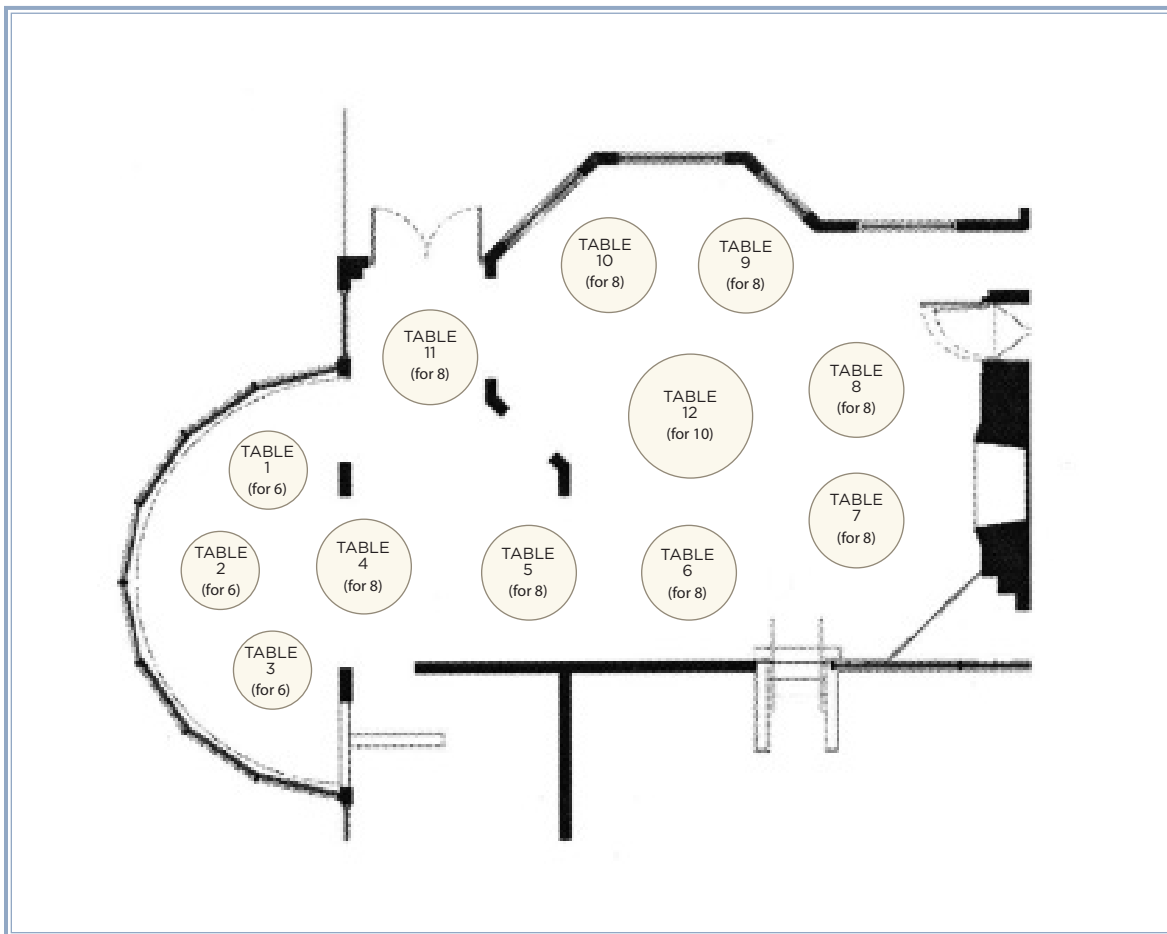 TABLE
10
(for 8)
TABLE
9
(for 8)
TABLE
11
(for 8)
TABLE
8
(for 8)
TABLE
12
(for 10)
TABLE
1
(for 6)
TABLE
7
(for 8)
TABLE
2
(for 6)
TABLE
4
(for 8)
TABLE
5
(for 8)
TABLE
6
(for 8)
TABLE
3
(for 6)